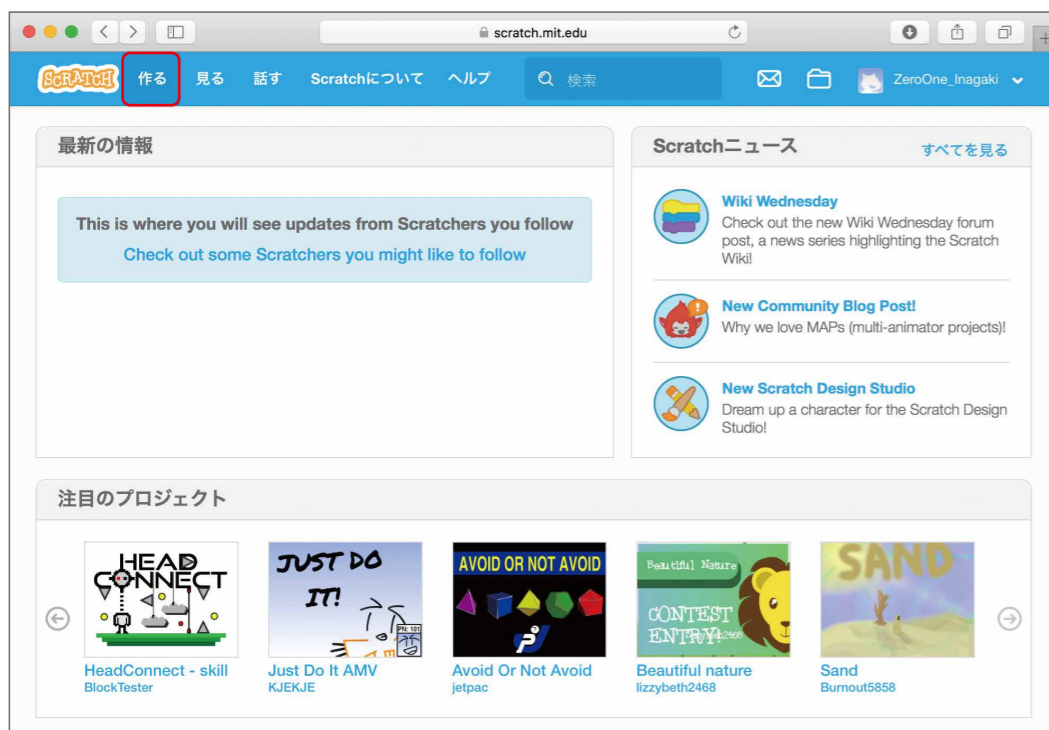 scratch.mit.edu
SCRATCH 作る 見る 話す Scratchについて ヘルプ 検索 ZeroOne_Inagaki
最新の情報
This is where you will see updates from Scratchers you follow
Check out some Scratchers you might like to follow
Scratchニュース すべてを見る
Wiki Wednesday
Check out the new Wiki Wednesday forum
post, a news series highlighting the Scratch
Wiki!
New Community Blog Post!
Why we love MAPs (multi-animator projects)!
New Scratch Design Studio
Dream up a character for the Scratch Design
Studio!
注目のプロジェクト
HEAD
CONNECT
HeadConnect - skill
BlockTester
JUST DO
IT!
PN: 101
Just Do It AMV
KJEKJE
AVOID OR NOT AVOID
Avoid Or Not Avoid
jetpac
Beautiful Nature
CONTEST
ENTRY!
Beautiful nature
lizzybeth2468
SAND
Sand
Burnout5858